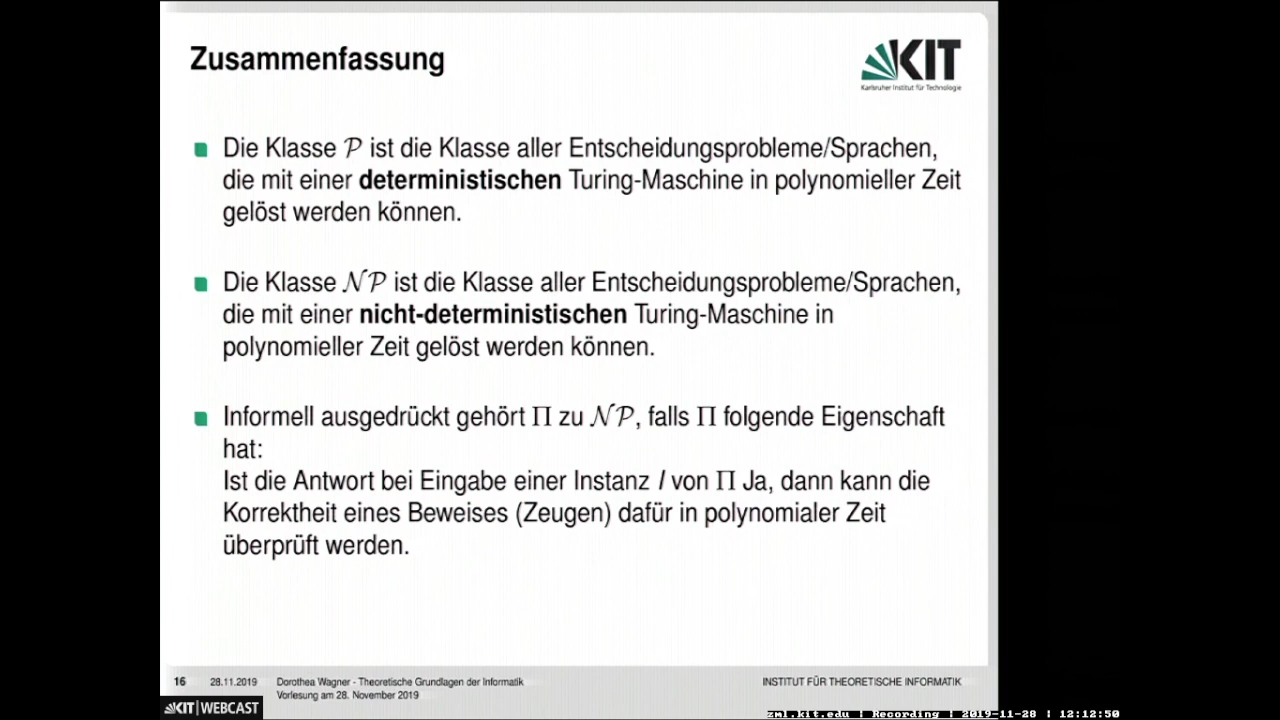 Zusammenfassung
KIT
Karlsruher Institut für Technologie
Die Klasse 𝒫 ist die Klasse aller Entscheidungsprobleme/Sprachen,
die mit einer deterministischen Turing-Maschine in polynomieller Zeit
gelöst werden können.
Die Klasse 𝒩𝒫 ist die Klasse aller Entscheidungsprobleme/Sprachen,
die mit einer nicht-deterministischen Turing-Maschine in
polynomieller Zeit gelöst werden können.
Informell ausgedrückt gehört Π zu 𝒩𝒫, falls Π folgende Eigenschaft
hat:
Ist die Antwort bei Eingabe einer Instanz I von Π Ja, dann kann die
Korrektheit eines Beweises (Zeugen) dafür in polynomialer Zeit
überprüft werden.
16 28.11.2019 Dorothea Wagner - Theoretische Grundlagen der Informatik INSTITUT FÜR THEORETISCHE INFORMATIK
Vorlesung am 28. November 2019
KIT | WEBCAST
zml.kit.edu | Recording | 2019-11-28 | 12:12:50